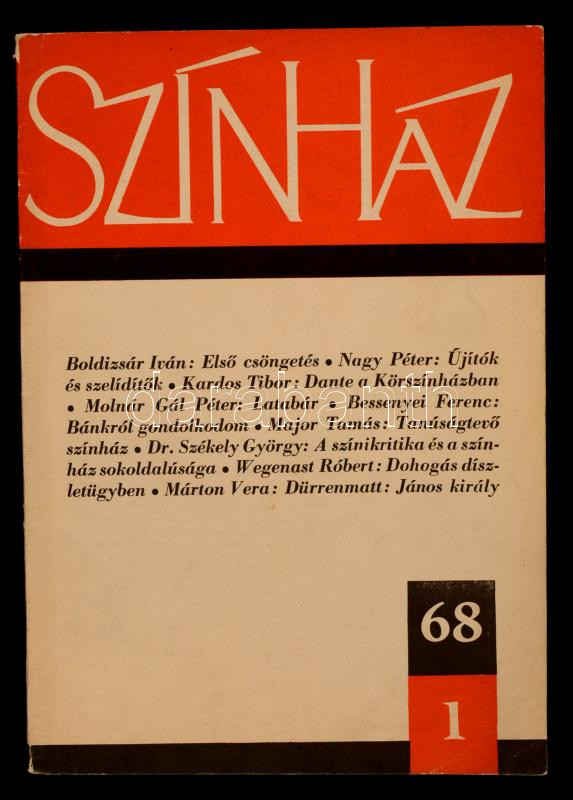 SZÍNHÁZ
Boldizsár Iván: Első csöngetés • Nagy Péter: Újítók
és szelídítők • Kardos Tibor: Dante a Körszínházban
• Molnár Gál Péter: Latabár • Bessenyei Ferenc:
Bánkról gondolkodom • Major Tamás: Tanúságtevő
színház • Dr. Székely György: A színikritika és a szín-
ház sokoldalúsága • Wegenast Róbert: Dohogás dísz-
letügyben • Márton Vera: Dürrenmatt: János király
darabanth
68
1